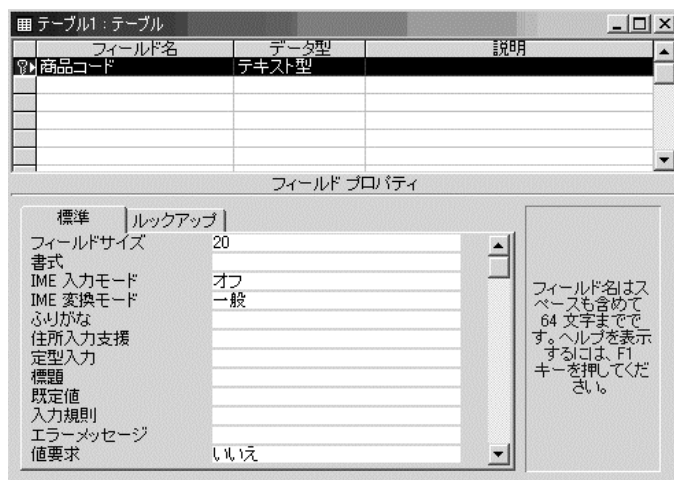 テーブル1：テーブル
フィールド名 データ型 説明
商品コード テキスト型
フィールド プロパティ
標準 ルックアップ
フィールドサイズ 20
書式
IME 入力モード オフ
IME 変換モード 一般
ふりがな
住所入力支援
定型入力
標題
既定値
入力規則
エラーメッセージ
値要求 いいえ
フィールド名はス
ペースも含めて
64 文字までで
す。ヘルプを表示
するには、F1
キーを押してくだ
さい。